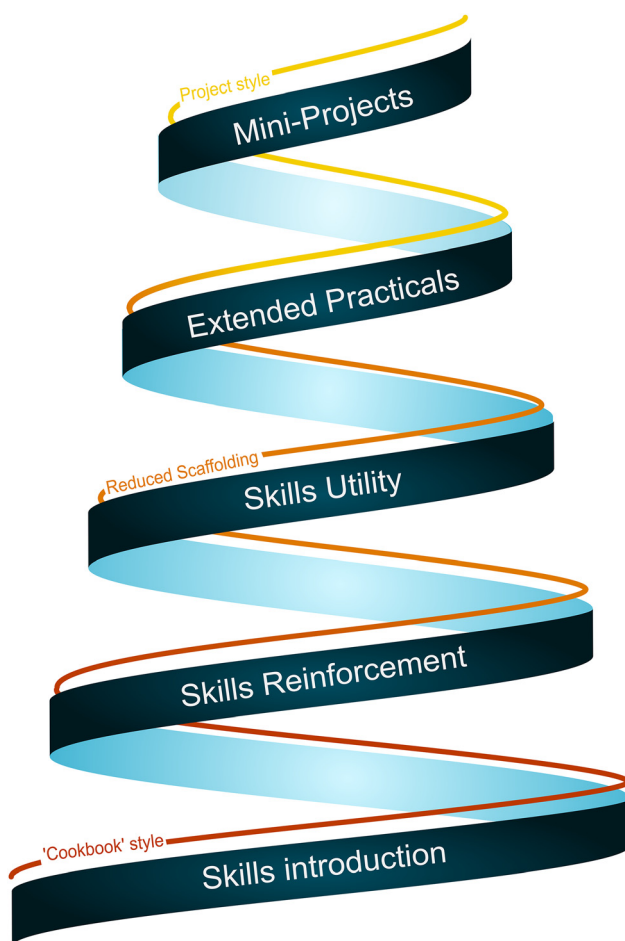 Project style
Mini-Projects
Extended Practicals
Reduced Scaffolding
Skills Utility
Skills Reinforcement
'Cookbook' style
Skills introduction